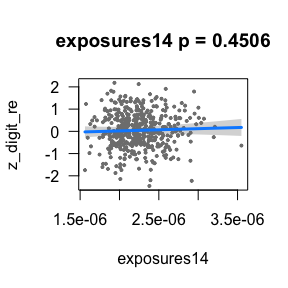 exposures14 p = 0.4506
z_digit_re
2
1
0
-1
-2
1.5e-06 2.5e-06 3.5e-06
exposures14